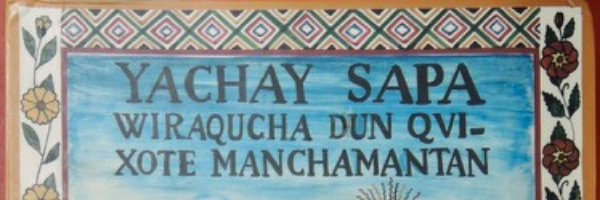 YACHAY SAPA
WIRAQUCHA DUN QVI-
XOTE MANCHAMANTAN